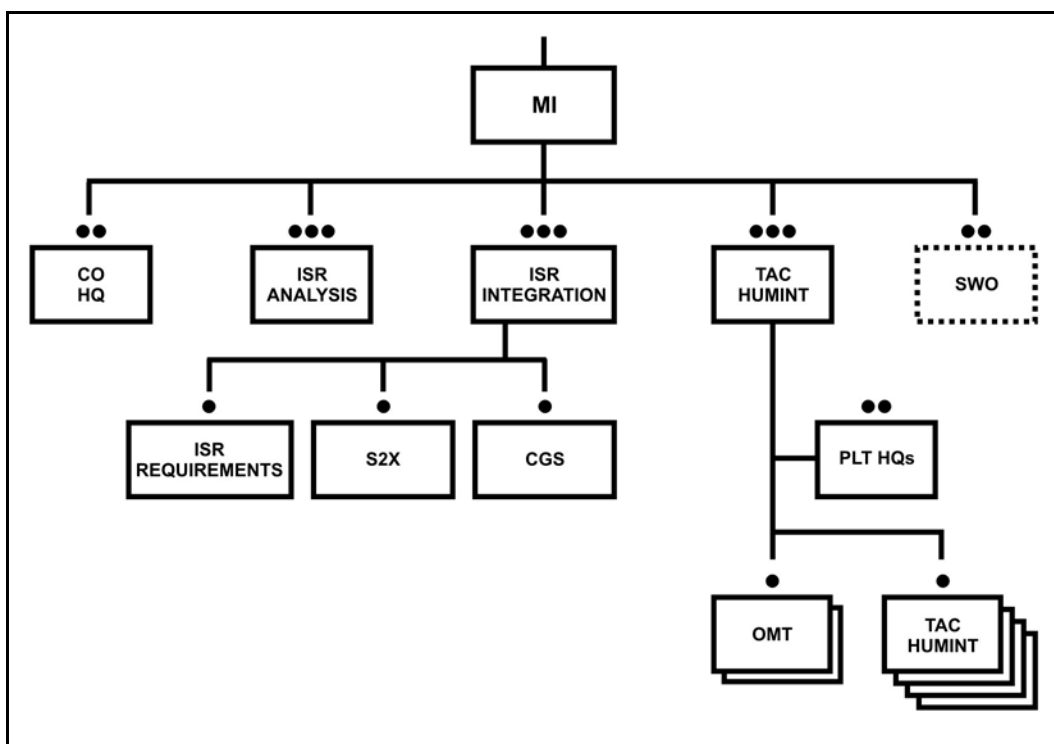 MI
CO
HQ
ISR
ANALYSIS
ISR
INTEGRATION
TAC
HUMINT
SWO
ISR
REQUIREMENTS
S2X
CGS
PLT HQs
OMT
TAC
HUMINT